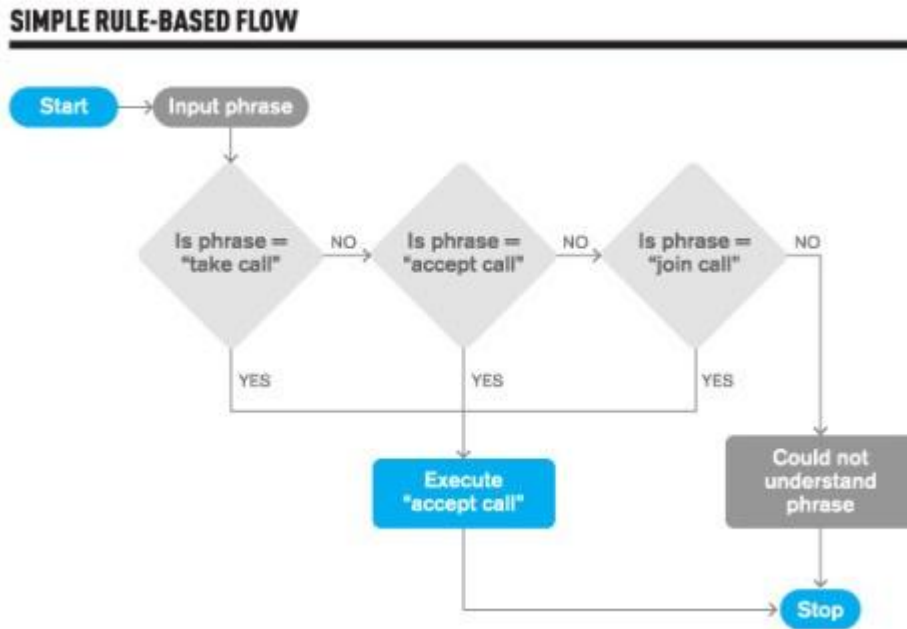 SIMPLE RULE-BASED FLOW
Start
Input phrase
Is phrase =
“take call”
NO
Is phrase =
“accept call”
NO
Is phrase =
“join call”
NO
YES
YES
YES
Execute
“accept call”
Could not
understand
phrase
Stop